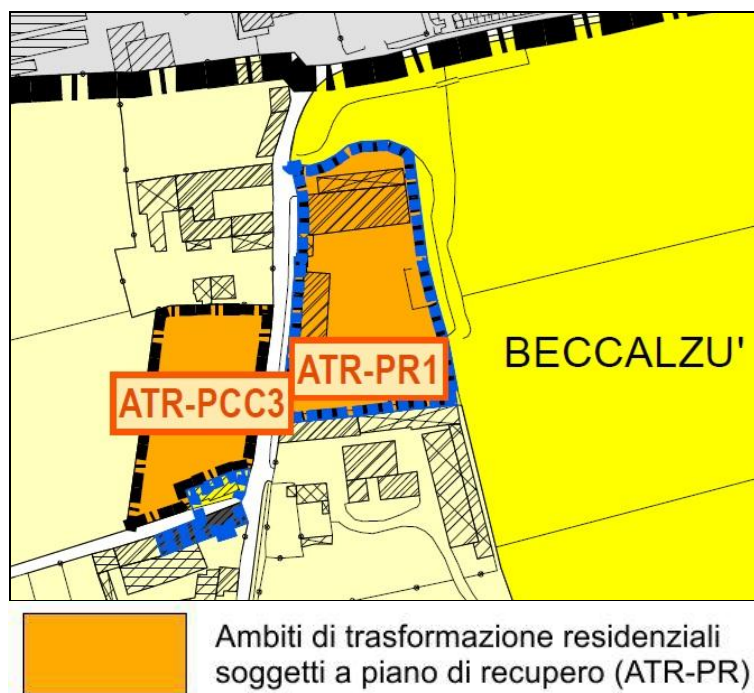 ATR-PR1
BECCALZU'
ATR-PCC3
Ambiti di trasformazione residenziali
soggetti a piano di recupero (ATR-PR)